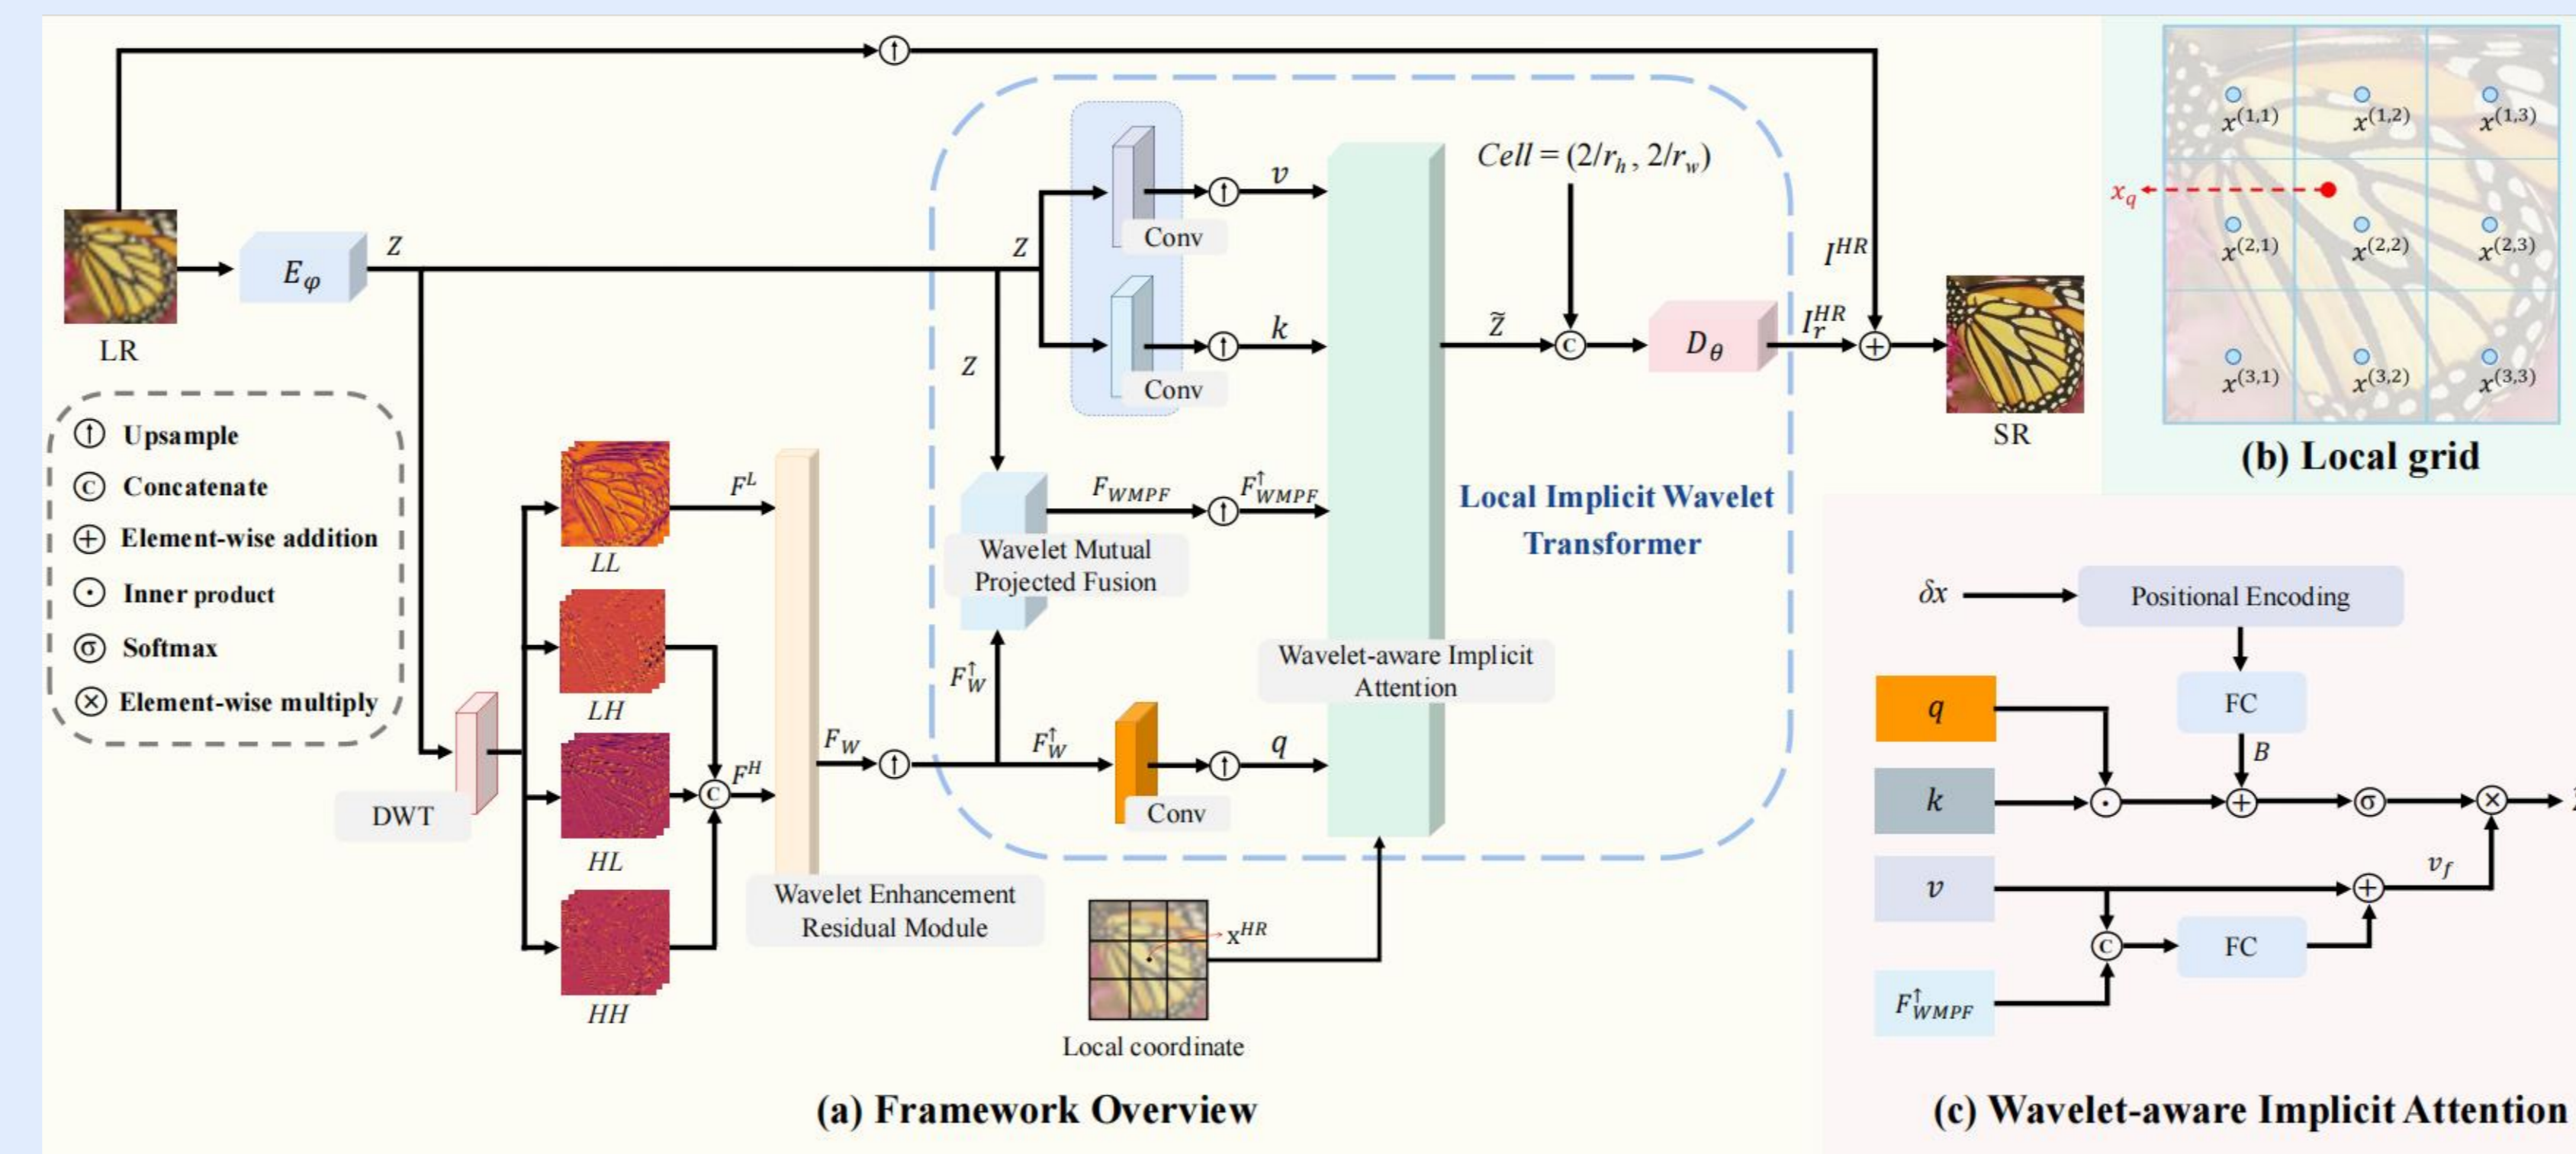 LR
E_φ
Z
Z
Z
Conv
v
Conv
k
Cell = (2/r_h, 2/r_w)
Z̃
C
D_θ
I_r^HR
I^HR
SR
Upsample
C Concatenate
Element-wise addition
Inner product
σ Softmax
Element-wise multiply
DWT
LL
LH
HL
HH
F^L
C
F^H
Wavelet Enhancement
Residual Module
F_W
F_W^↑
F_W^↑
Wavelet Mutual
Projected Fusion
F_WMPF
F_WMPF^↑
Conv
q
Wavelet-aware Implicit
Attention
Local Implicit Wavelet
Transformer
x^HR
Local coordinate
(a) Framework Overview
x^(1,1) x^(1,2) x^(1,3)
x_q
x^(2,1) x^(2,2) x^(2,3)
x^(3,1) x^(3,2) x^(3,3)
(b) Local grid
δx
Positional Encoding
FC
B
q
k
σ
v
v_f
C
FC
F_WMPF^↑
(c) Wavelet-aware Implicit Attention